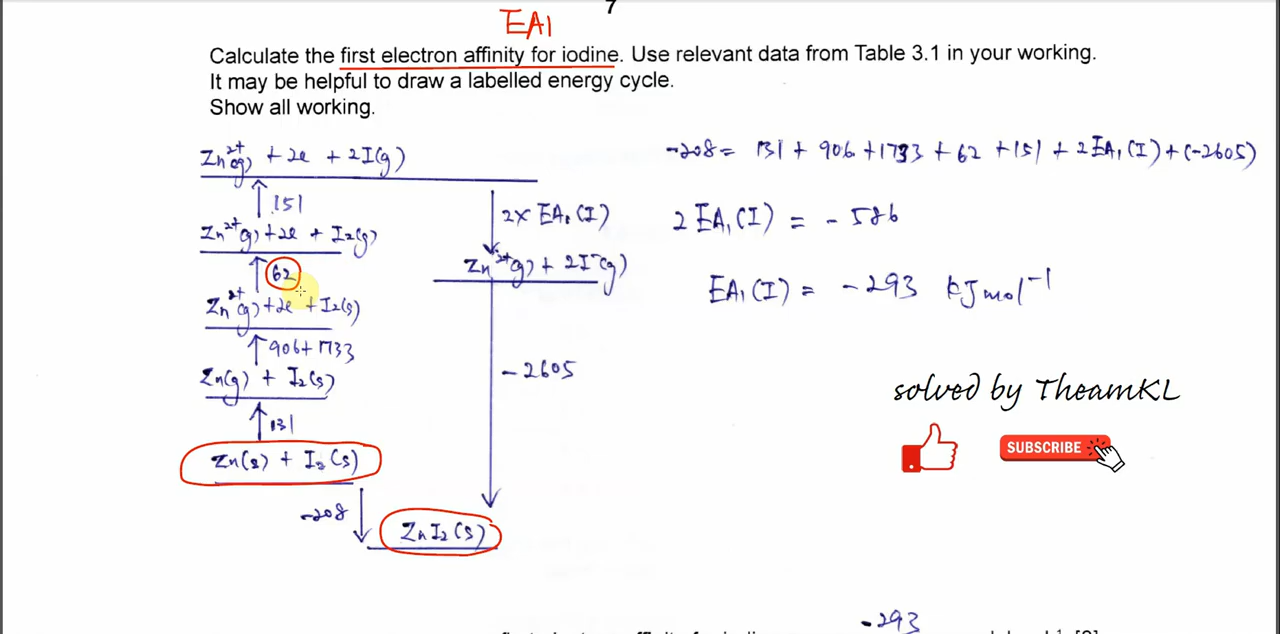 7
EA1
Calculate the first electron affinity for iodine. Use relevant data from Table 3.1 in your working.
It may be helpful to draw a labelled energy cycle.
Show all working.
Zn²⁺(g) + 2e + 2I(g)
-208 = 131 + 906 + 1733 + 62 + 151 + 2EA₁(I) + (-2605)
↑ 151
2× EA₁(I)
2 EA₁(I) = -586
Zn²⁺(g) + 2e + I₂(g)
Zn²⁺(g) + 2I⁻(g)
↑ 62
EA₁(I) = -293 kJmol⁻¹
Zn²⁺(g) + 2e + I₂(s)
↑ 906+1733
-2605
Zn(g) + I₂(s)
solved by TheamKL
↑ 131
SUBSCRIBE
Zn(s) + I₂(s)
-208
ZnI₂(s)
-293